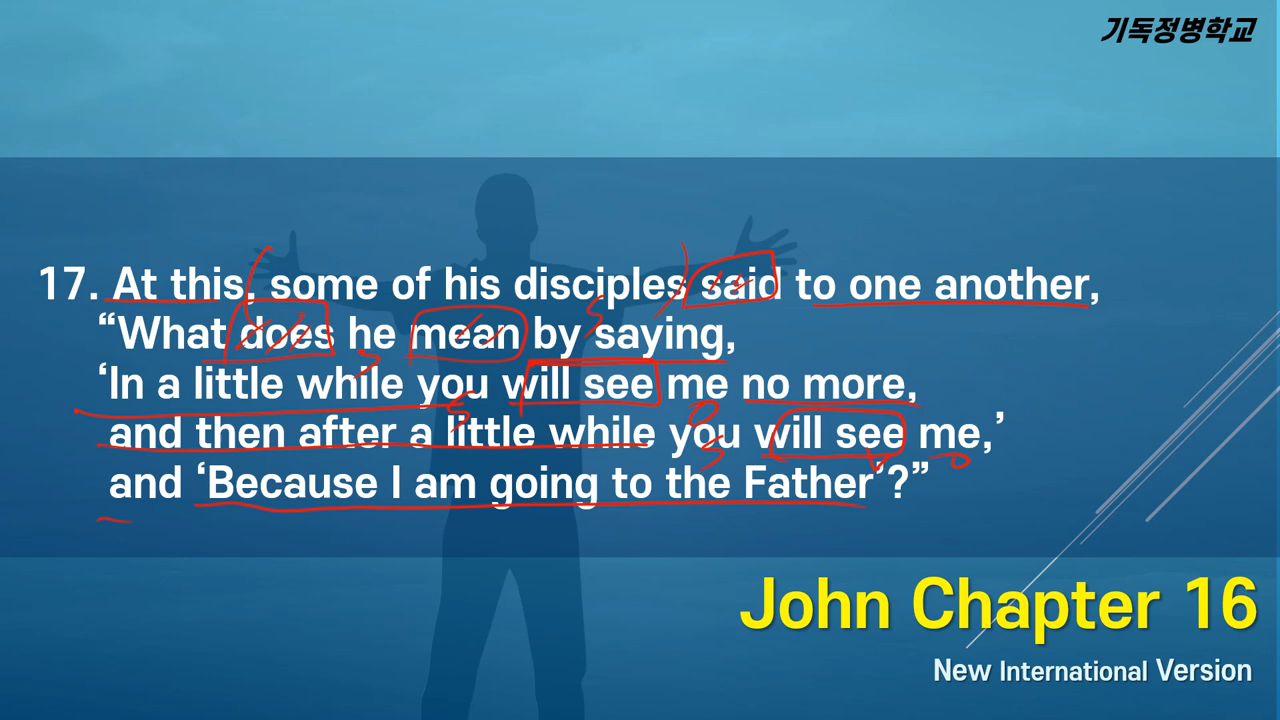 기독정병학교
17. At this, some of his disciples said to one another,
“What does he mean by saying,
‘In a little while you will see me no more,
and then after a little while you will see me,’
and ‘Because I am going to the Father’?”
John Chapter 16
New International Version